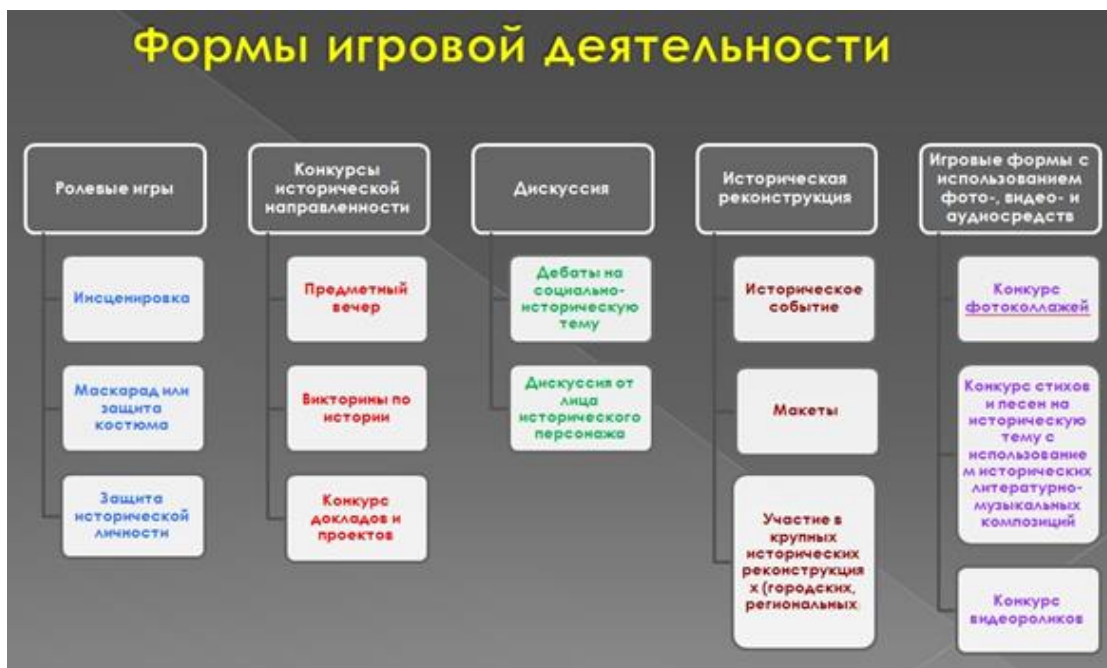 Формы игровой деятельности
Ролевые игры
Инсценировка
Маскарад или
защита
костюма
Защита
исторической
личности
Конкурсы
исторической
направленности
Предметный
вечер
Викторины по
истории
Конкурс
докладов и
проектов
Дискуссия
Дебаты на
социально-
историческую
тему
Дискуссия от
лица
исторического
персонажа
Историческая
реконструкция
Историческое
событие
Макеты
Участие в
крупных
исторических
реконструкция
х (городских,
региональных)
Игровые формы с
использованием
фото-, видео- и
аудиосредств
Конкурс
фотоколлажей
Конкурс стихов
и песен на
историческую
тему с
использование
м исторических
литературно-
музыкальных
композиций
Конкурс
видеороликов